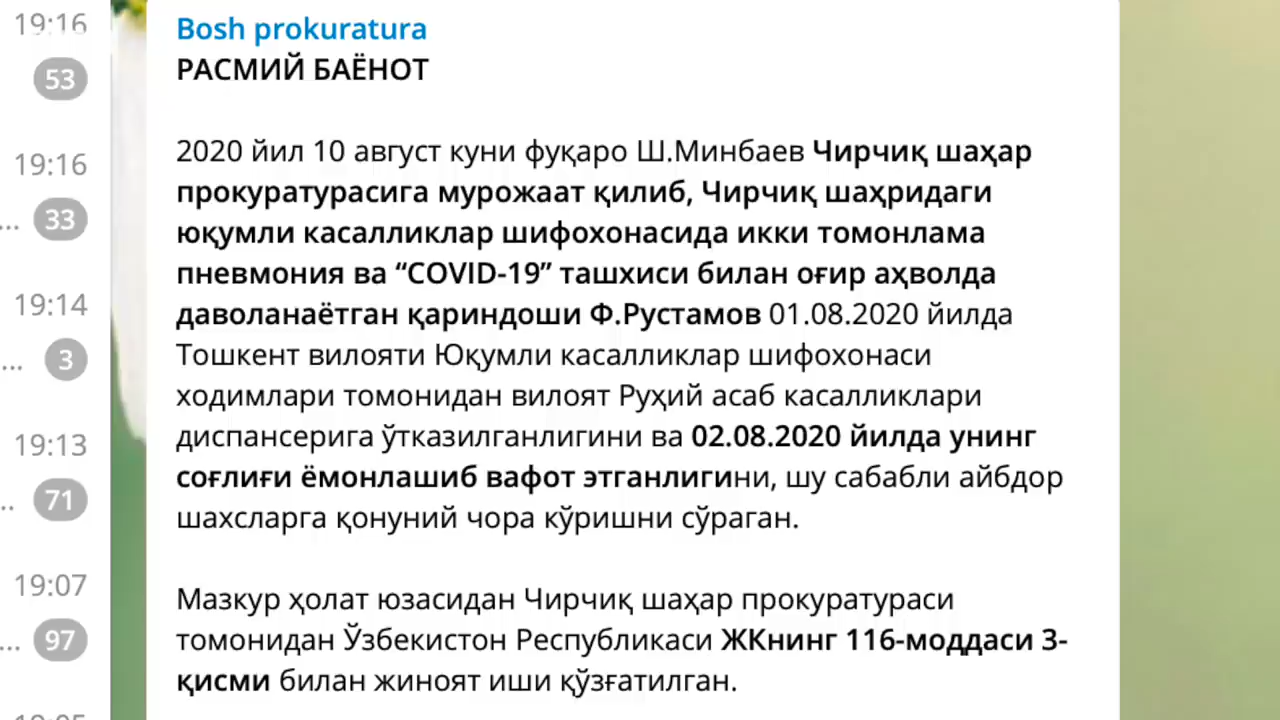 19:16
53
19:16
... 33
19:14
... 3
19:13
.. 71
19:07
... 97
19:05
Bosh prokuratura
РАСМИЙ БАЁНОТ
2020 йил 10 август куни фуқаро Ш.Минбаев Чирчиқ шаҳар
прокуратурасига мурожаат қилиб, Чирчиқ шаҳридаги
юқумли касалликлар шифохонасида икки томонлама
пневмония ва “COVID-19” ташхиси билан оғир аҳволда
даволанаётган қариндоши Ф.Рустамов 01.08.2020 йилда
Тошкент вилояти Юқумли касалликлар шифохонаси
ходимлари томонидан вилоят Руҳий асаб касалликлари
диспансерига ўтказилганлигини ва 02.08.2020 йилда унинг
соғлиғи ёмонлашиб вафот этганлигини, шу сабабли айбдор
шахсларга қонуний чора кўришни сўраган.
Мазкур ҳолат юзасидан Чирчиқ шаҳар прокуратураси
томонидан Ўзбекистон Республикаси ЖКнинг 116-моддаси 3-
қисми билан жиноят иши қўзғатилган.